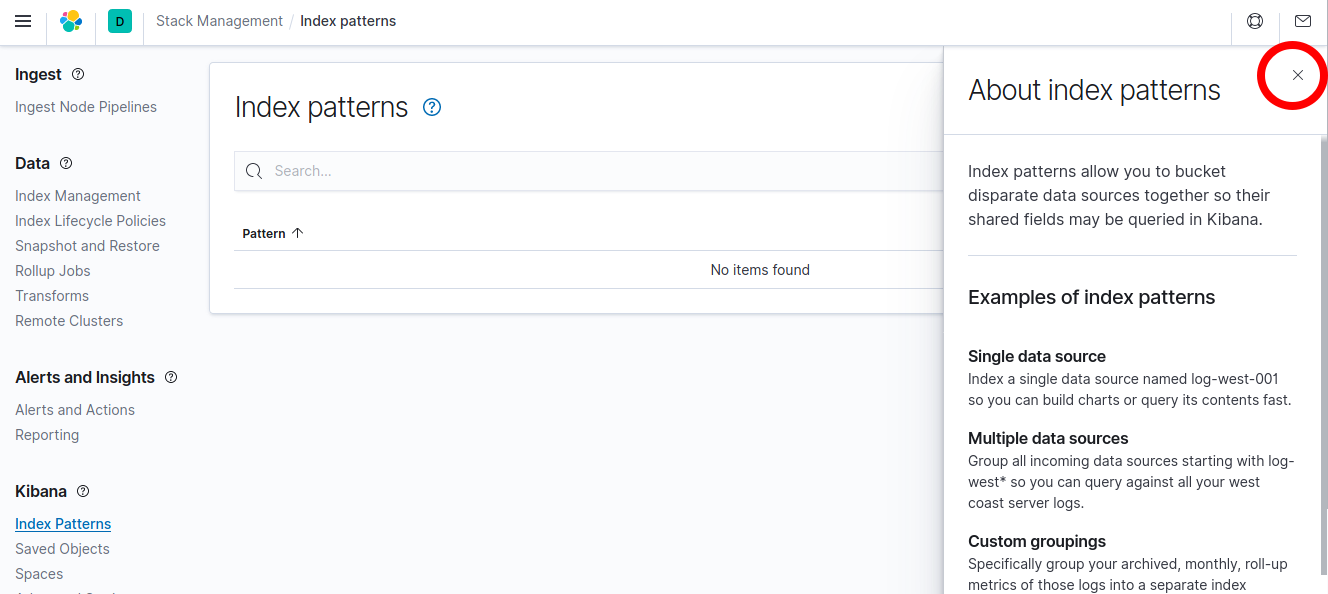 D
Stack Management / Index patterns
Ingest
Ingest Node Pipelines
Data
Index Management
Index Lifecycle Policies
Snapshot and Restore
Rollup Jobs
Transforms
Remote Clusters
Alerts and Insights
Alerts and Actions
Reporting
Kibana
Index Patterns
Saved Objects
Spaces
Index patterns
Search...
Pattern
No items found
About index patterns
Index patterns allow you to bucket
disparate data sources together so their
shared fields may be queried in Kibana.
Examples of index patterns
Single data source
Index a single data source named log-west-001
so you can build charts or query its contents fast.
Multiple data sources
Group all incoming data sources starting with log-
west* so you can query against all your west
coast server logs.
Custom groupings
Specifically group your archived, monthly, roll-up
metrics of those logs into a separate index